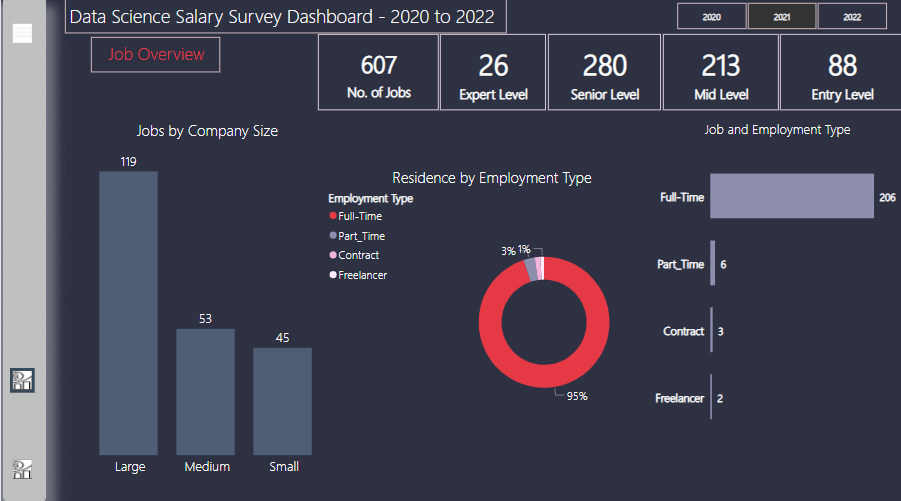 Data Science Salary Survey Dashboard - 2020 to 2022
2020
2021
2022
Job Overview
607
No. of Jobs
26
Expert Level
280
Senior Level
213
Mid Level
88
Entry Level
Jobs by Company Size
119
53
45
Large
Medium
Small
Residence by Employment Type
Employment Type
Full-Time
Part_Time
Contract
Freelancer
3%
1%
95%
Job and Employment Type
Full-Time
206
Part_Time
6
Contract
3
Freelancer
2